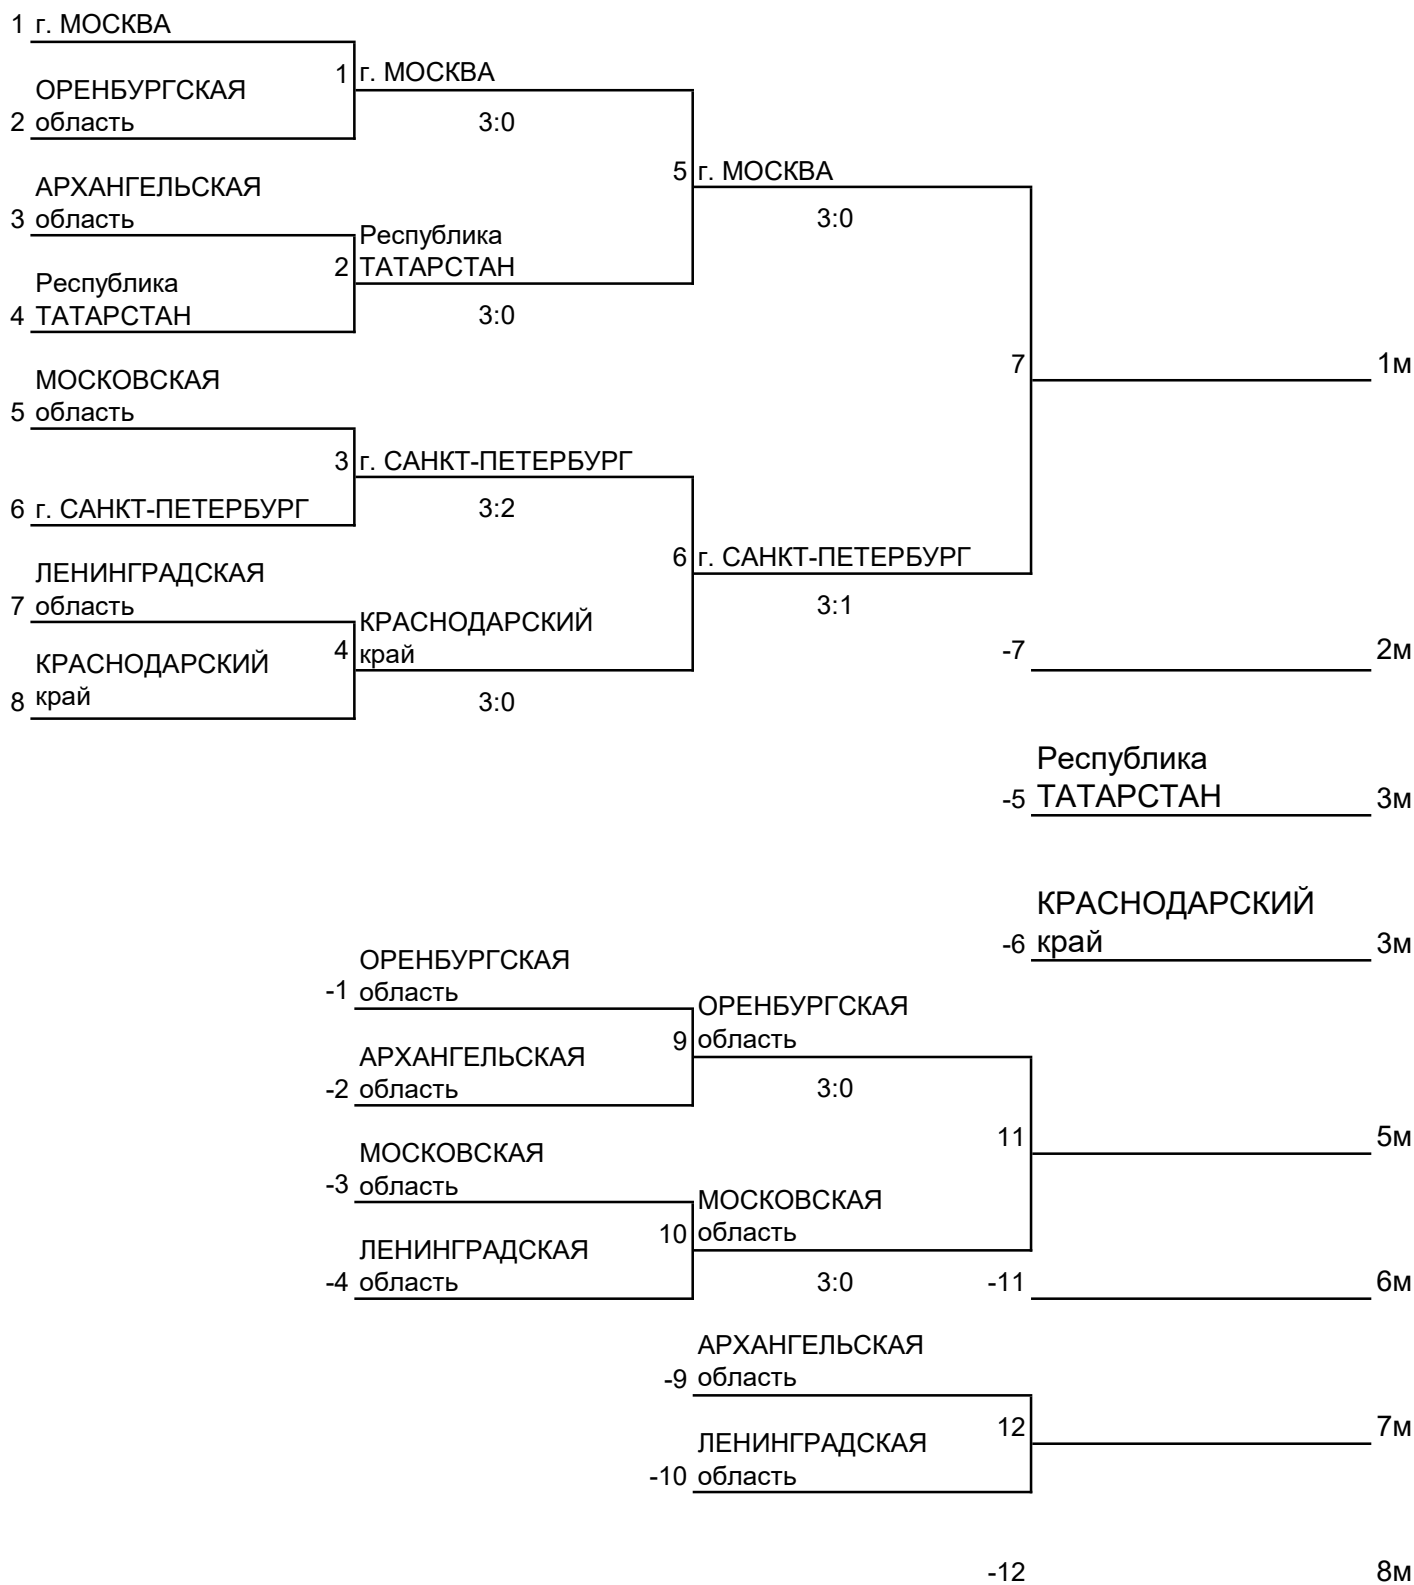 1 г. МОСКВА
1 г. МОСКВА
ОРЕНБУРГСКАЯ
2 область
3:0
5 г. МОСКВА
АРХАНГЕЛЬСКАЯ
3 область
3:0
Республика
2 ТАТАРСТАН
Республика
4 ТАТАРСТАН
3:0
7
1м
МОСКОВСКАЯ
5 область
3 г. САНКТ-ПЕТЕРБУРГ
6 г. САНКТ-ПЕТЕРБУРГ
3:2
6 г. САНКТ-ПЕТЕРБУРГ
ЛЕНИНГРАДСКАЯ
7 область
3:1
КРАСНОДАРСКИЙ
4 край
-7
2м
КРАСНОДАРСКИЙ
8 край
3:0
Республика
-5 ТАТАРСТАН 3м
КРАСНОДАРСКИЙ
-6 край 3м
ОРЕНБУРГСКАЯ
-1 область
ОРЕНБУРГСКАЯ
9 область
АРХАНГЕЛЬСКАЯ
-2 область
3:0
11
5м
МОСКОВСКАЯ
-3 область
МОСКОВСКАЯ
10 область
ЛЕНИНГРАДСКАЯ
-4 область
3:0
-11
6м
АРХАНГЕЛЬСКАЯ
-9 область
12
7м
ЛЕНИНГРАДСКАЯ
-10 область
-12
8м